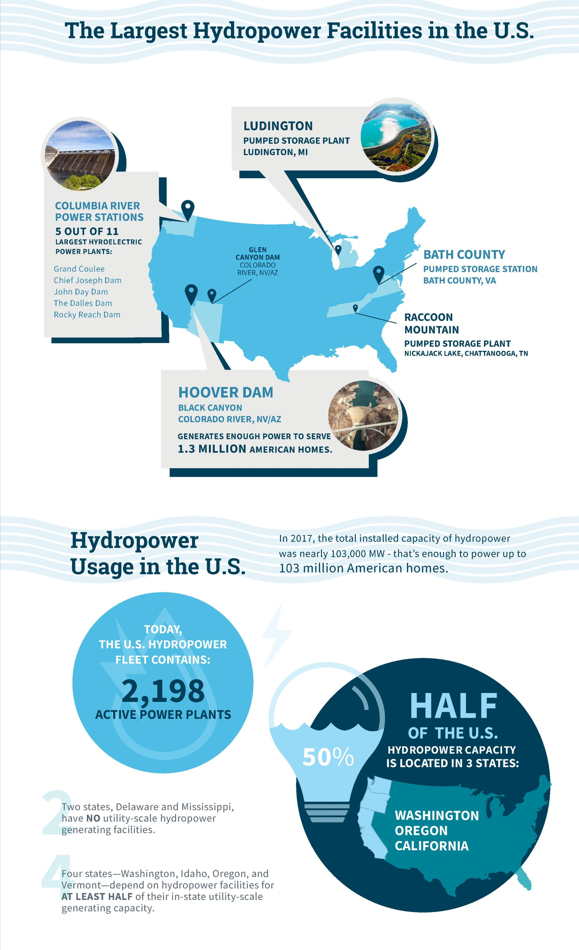 The Largest Hydropower Facilities in the U.S.
LUDINGTON
PUMPED STORAGE PLANT
LUDINGTON, MI
COLUMBIA RIVER
POWER STATIONS
5 OUT OF 11
LARGEST HYROELECTRIC
POWER PLANTS:
Grand Coulee
Chief Joseph Dam
John Day Dam
The Dalles Dam
Rocky Reach Dam
GLEN
CANYON DAM
COLORADO
RIVER, NV/AZ
BATH COUNTY
PUMPED STORAGE STATION
BATH COUNTY, VA
RACCOON
MOUNTAIN
PUMPED STORAGE PLANT
NICKAJACK LAKE, CHATTANOOGA, TN
HOOVER DAM
BLACK CANYON
COLORADO RIVER, NV/AZ
GENERATES ENOUGH POWER TO SERVE
1.3 MILLION AMERICAN HOMES.
Hydropower
Usage in the U.S.
In 2017, the total installed capacity of hydropower
was nearly 103,000 MW - that's enough to power up to
103 million American homes.
TODAY,
THE U.S. HYDROPOWER
FLEET CONTAINS:
2,198
ACTIVE POWER PLANTS
50%
HALF
OF THE U.S.
HYDROPOWER CAPACITY
IS LOCATED IN 3 STATES:
WASHINGTON
OREGON
CALIFORNIA
2
Two states, Delaware and Mississippi,
have NO utility-scale hydropower
generating facilities.
4
Four states—Washington, Idaho, Oregon, and
Vermont—depend on hydropower facilities for
AT LEAST HALF of their in-state utility-scale
generating capacity.